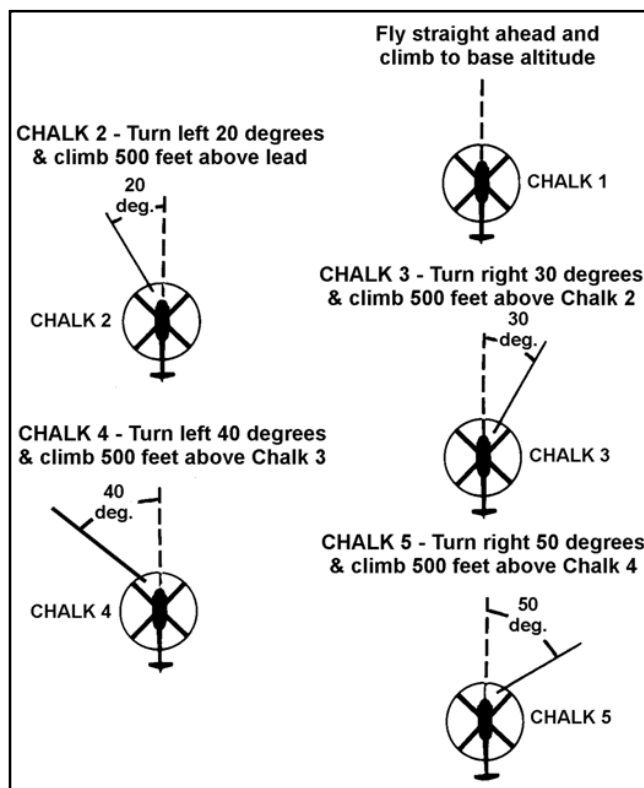 Fly straight ahead and
climb to base altitude
CHALK 1
CHALK 2 - Turn left 20 degrees
& climb 500 feet above lead
20
deg.
CHALK 2
CHALK 3 - Turn right 30 degrees
& climb 500 feet above Chalk 2
30
deg.
CHALK 3
CHALK 4 - Turn left 40 degrees
& climb 500 feet above Chalk 3
40
deg.
CHALK 4
CHALK 5 - Turn right 50 degrees
& climb 500 feet above Chalk 4
50
deg.
CHALK 5